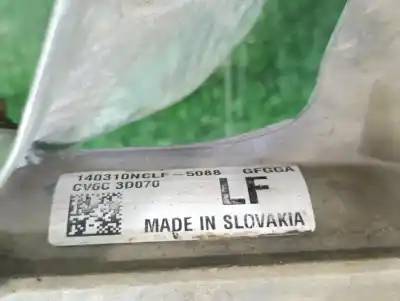 140310NCLF-5088 GFGGA
CV6C 3D070
LF
MADE IN SLOVAKIA